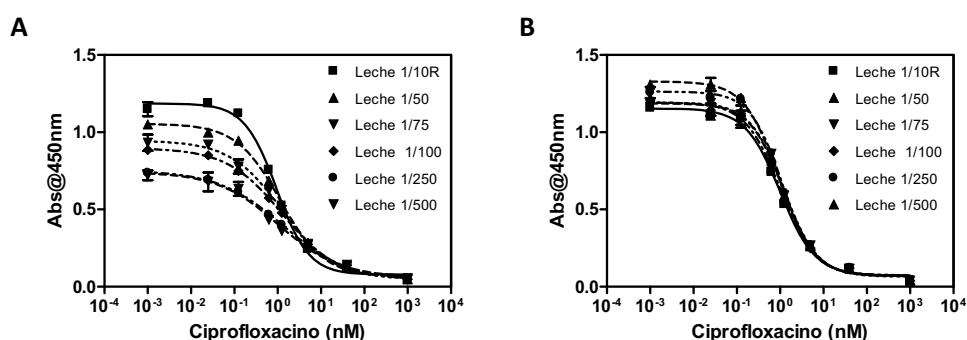 A
Abs@450nm
1.5
1.0
0.5
0.0
Leche 1/10R
Leche 1/50
Leche 1/75
Leche 1/100
Leche 1/250
Leche 1/500
10-4 10-3 10-2 10-1 100 101 102 103 104
Ciprofloxacino (nM)
B
Abs@450nm
1.5
1.0
0.5
0.0
Leche 1/10R
Leche 1/50
Leche 1/75
Leche 1/100
Leche 1/250
Leche 1/500
10-4 10-3 10-2 10-1 100 101 102 103 104
Ciprofloxacino (nM)